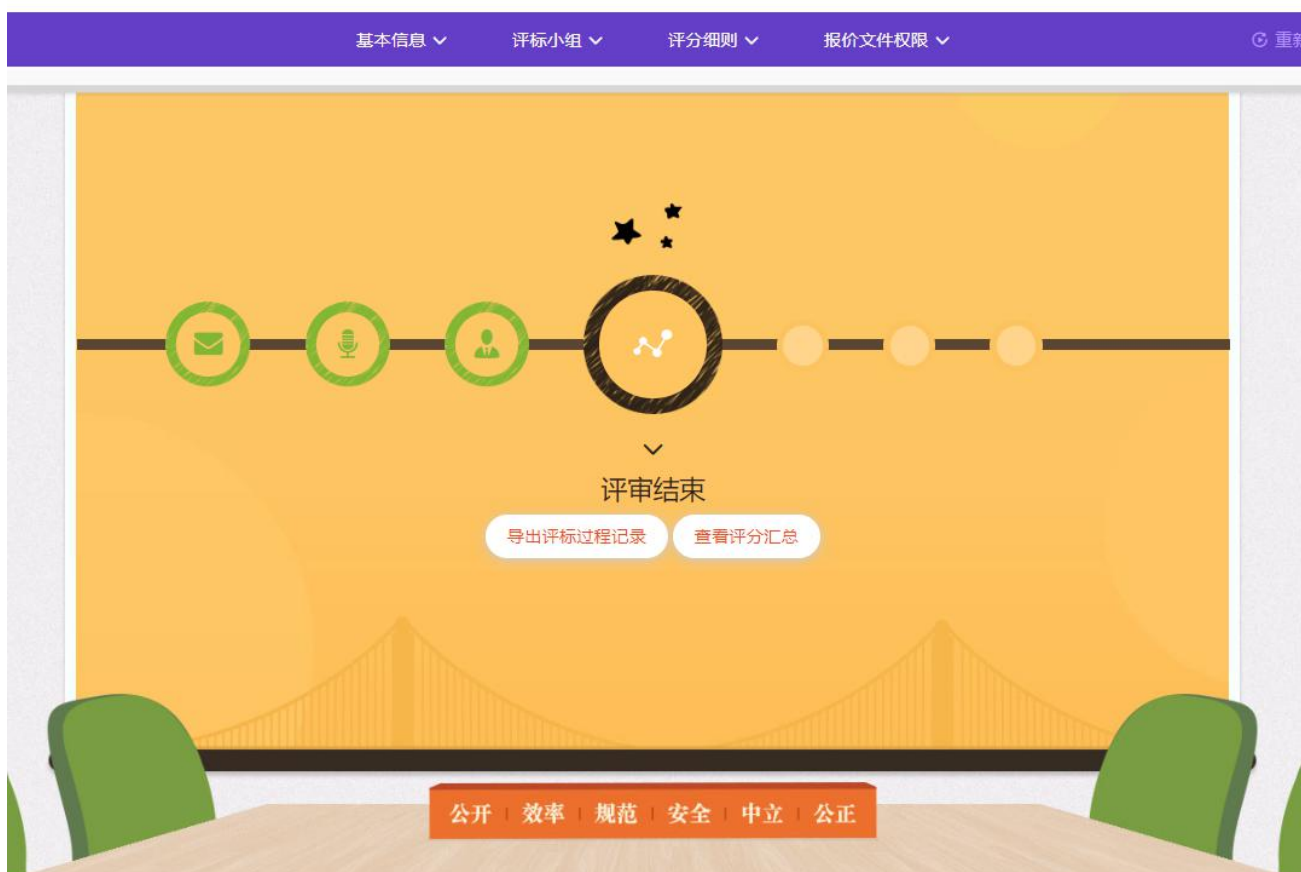 基本信息 评标小组 评分细则 报价文件权限 重新
评审结束
导出评标过程记录 查看评分汇总
公开 效率 规范 安全 中立 公正